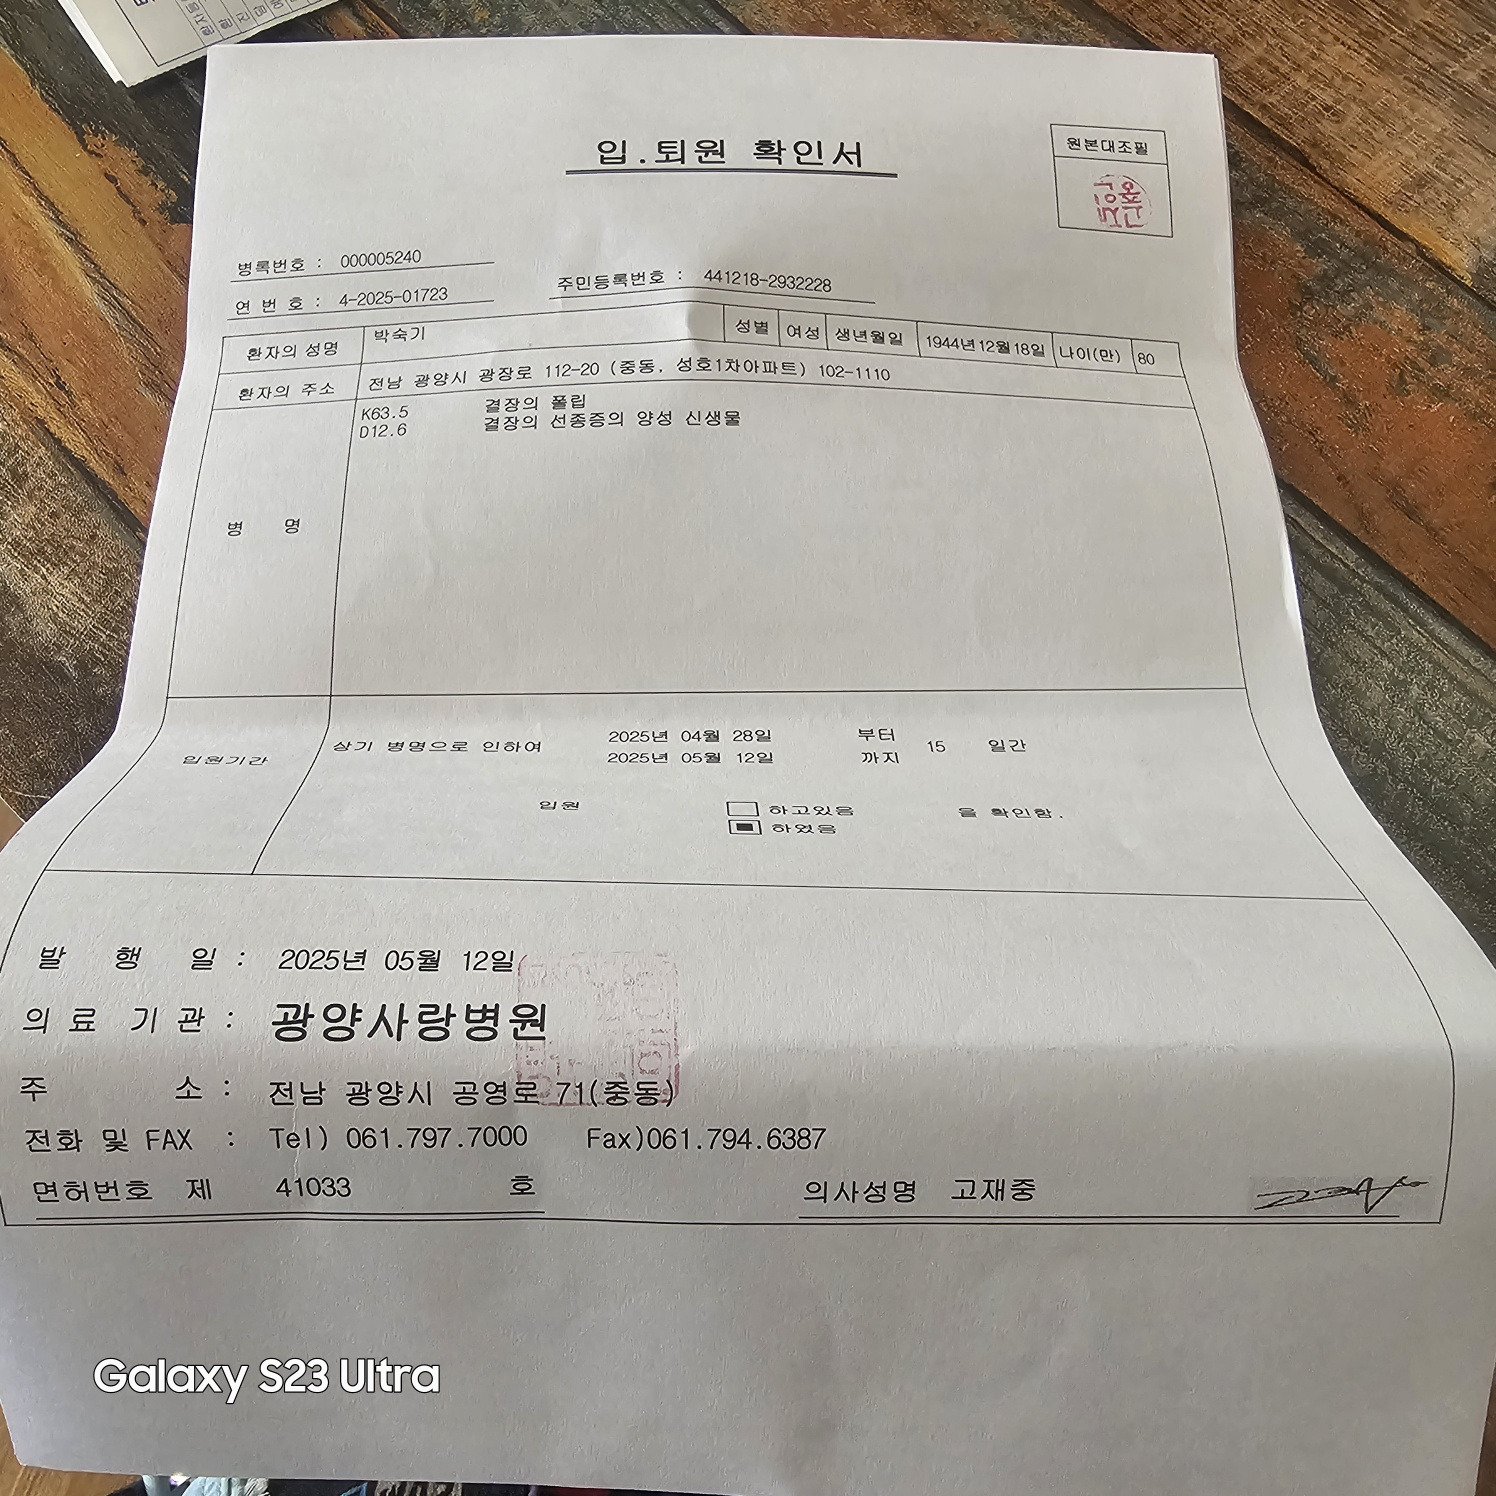 입.퇴원 확인서
원본대조필
병록번호 : 000005240
연 번 호 : 4-2025-01723
주민등록번호 : 441218-2932228
환자의 성명 박숙기 성별 여성 생년월일 1944년12월18일 나이(만) 80
환자의 주소 전남 광양시 광장로 112-20 (중동, 성호1차아파트) 102-1110
병 명
K63.5 결장의 폴립
D12.6 결장의 선종증의 양성 신생물
입원기간 상기 병명으로 인하여 2025년 04월 28일 부터
2025년 05월 12일 까지
15 일간
입원 하고있음
하였음
을 확인함.
발 행 일 : 2025년 05월 12일
의 료 기 관 : 광양사랑병원
주 소 : 전남 광양시 공영로 71(중동)
전화 및 FAX : Tel) 061.797.7000 Fax)061.794.6387
면허번호 제 41033 호 의사성명 고재중
Galaxy S23 Ultra